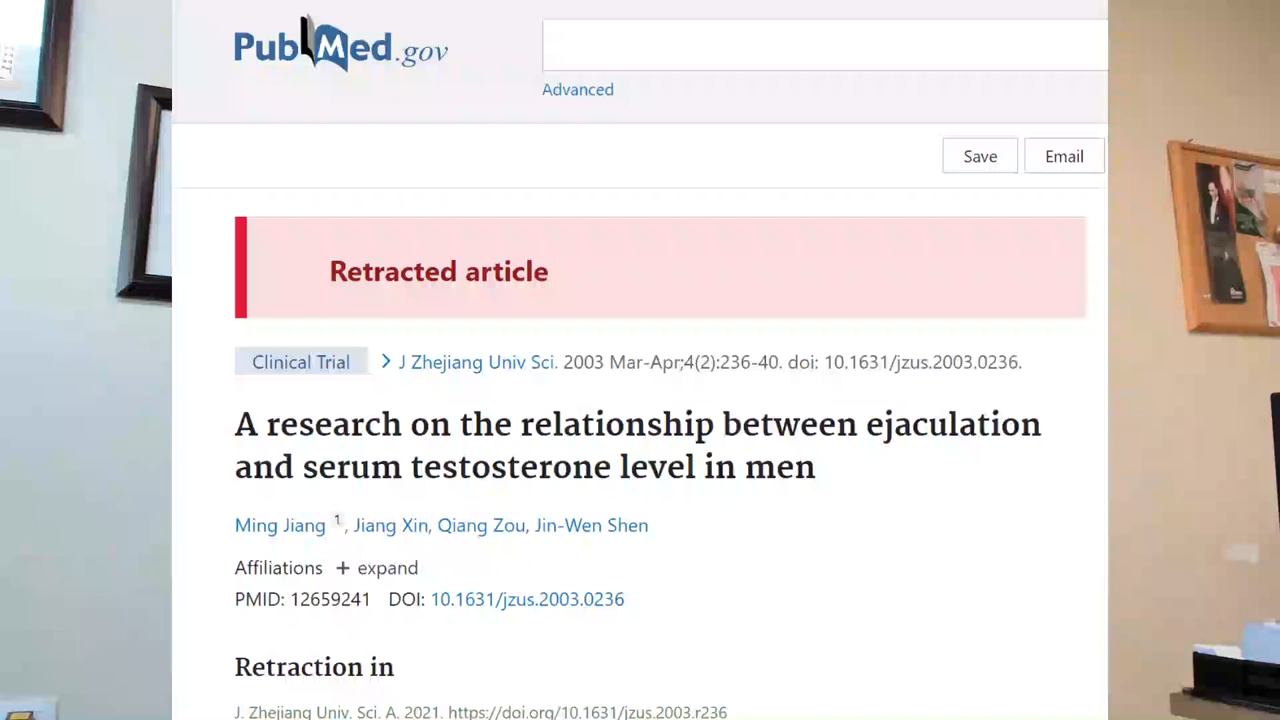 PubMed.gov
Advanced
Save
Email
Retracted article
Clinical Trial > J Zhejiang Univ Sci. 2003 Mar-Apr;4(2):236-40. doi: 10.1631/jzus.2003.0236.
A research on the relationship between ejaculation
and serum testosterone level in men
Ming Jiang 1, Jiang Xin, Qiang Zou, Jin-Wen Shen
Affiliations + expand
PMID: 12659241 DOI: 10.1631/jzus.2003.0236
Retraction in
J. Zhejiang Univ. Sci. A. 2021. https://doi.org/10.1631/jzus.2003.r236